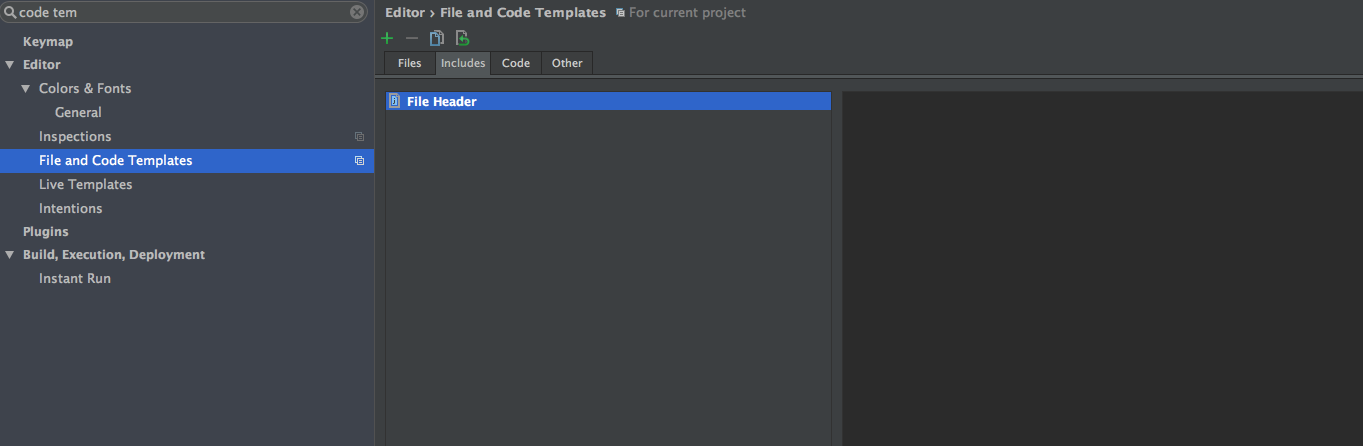 code tem
Keymap
Editor
Colors & Fonts
General
Inspections
File and Code Templates
Live Templates
Intentions
Plugins
Build, Execution, Deployment
Instant Run
Editor › File and Code Templates For current project
Files Includes Code Other
File Header